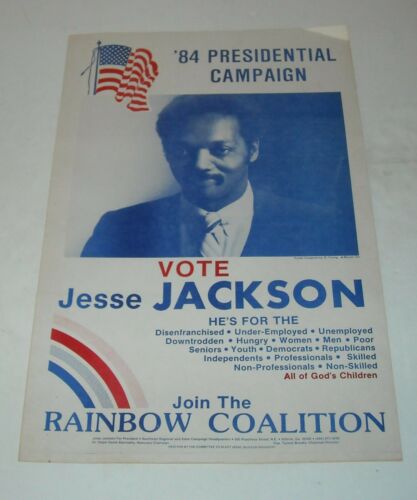 '84 PRESIDENTIAL
CAMPAIGN
VOTE
Jesse JACKSON
HE'S FOR THE
Disenfranchised • Under-Employed • Unemployed
Downtrodden • Hungry • Women • Men • Poor
Seniors • Youth • Democrats • Republicans
Independents • Professionals • Skilled
Non-Professionals • Non-Skilled
All of God's Children
Join The
RAINBOW COALITION